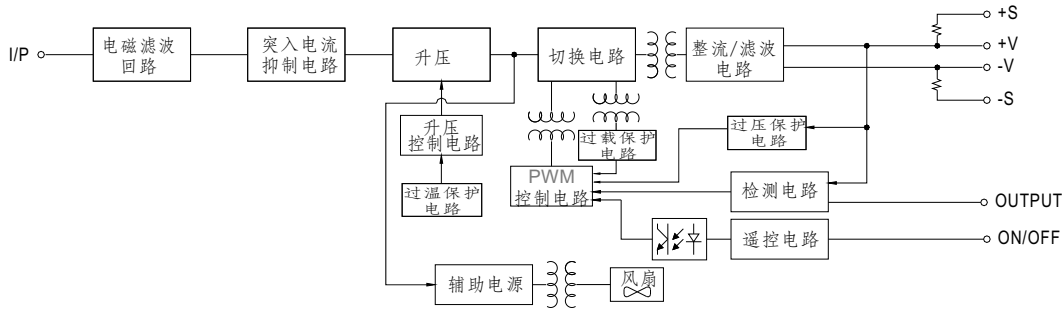 +S
I/P
电磁滤波
回路
突入电流
抑制电路
升压
切换电路
整流/滤波
电路
+V
-V
-S
升压
控制电路
过载保护
电路
过压保护
电路
过温保护
电路
PWM
控制电路
检测电路
OUTPUT
遥控电路
ON/OFF
辅助电源
风扇